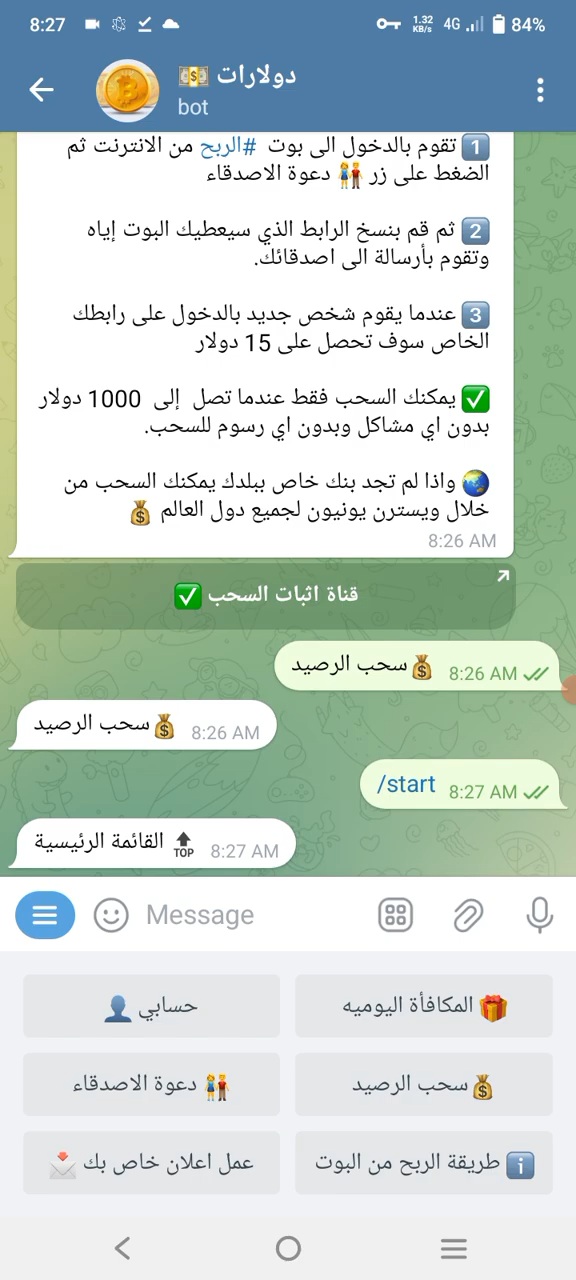 8:27
1.32 KB/s 4G 84%
دولارات
bot
1 تقوم بالدخول الى بوت #الربح من الانترنت ثم
الضغط على زر دعوة الاصدقاء
2 ثم قم بنسخ الرابط الذي سيعطيك البوت إياه
وتقوم بأرسالة الى اصدقائك.
3 عندما يقوم شخص جديد بالدخول على رابطك
الخاص سوف تحصل على 15 دولار
يمكنك السحب فقط عندما تصل إلى 1000 دولار
بدون اي مشاكل وبدون اي رسوم للسحب.
واذا لم تجد بنك خاص ببلدك يمكنك السحب من
خلال ويسترن يونيون لجميع دول العالم
8:26 AM
قناة اثبات السحب
سحب الرصيد 8:26 AM
سحب الرصيد 8:26 AM
/start 8:27 AM
القائمة الرئيسية TOP 8:27 AM
Message
المكافأة اليوميه
حسابي
سحب الرصيد
دعوة الاصدقاء
طريقة الربح من البوت
عمل اعلان خاص بك